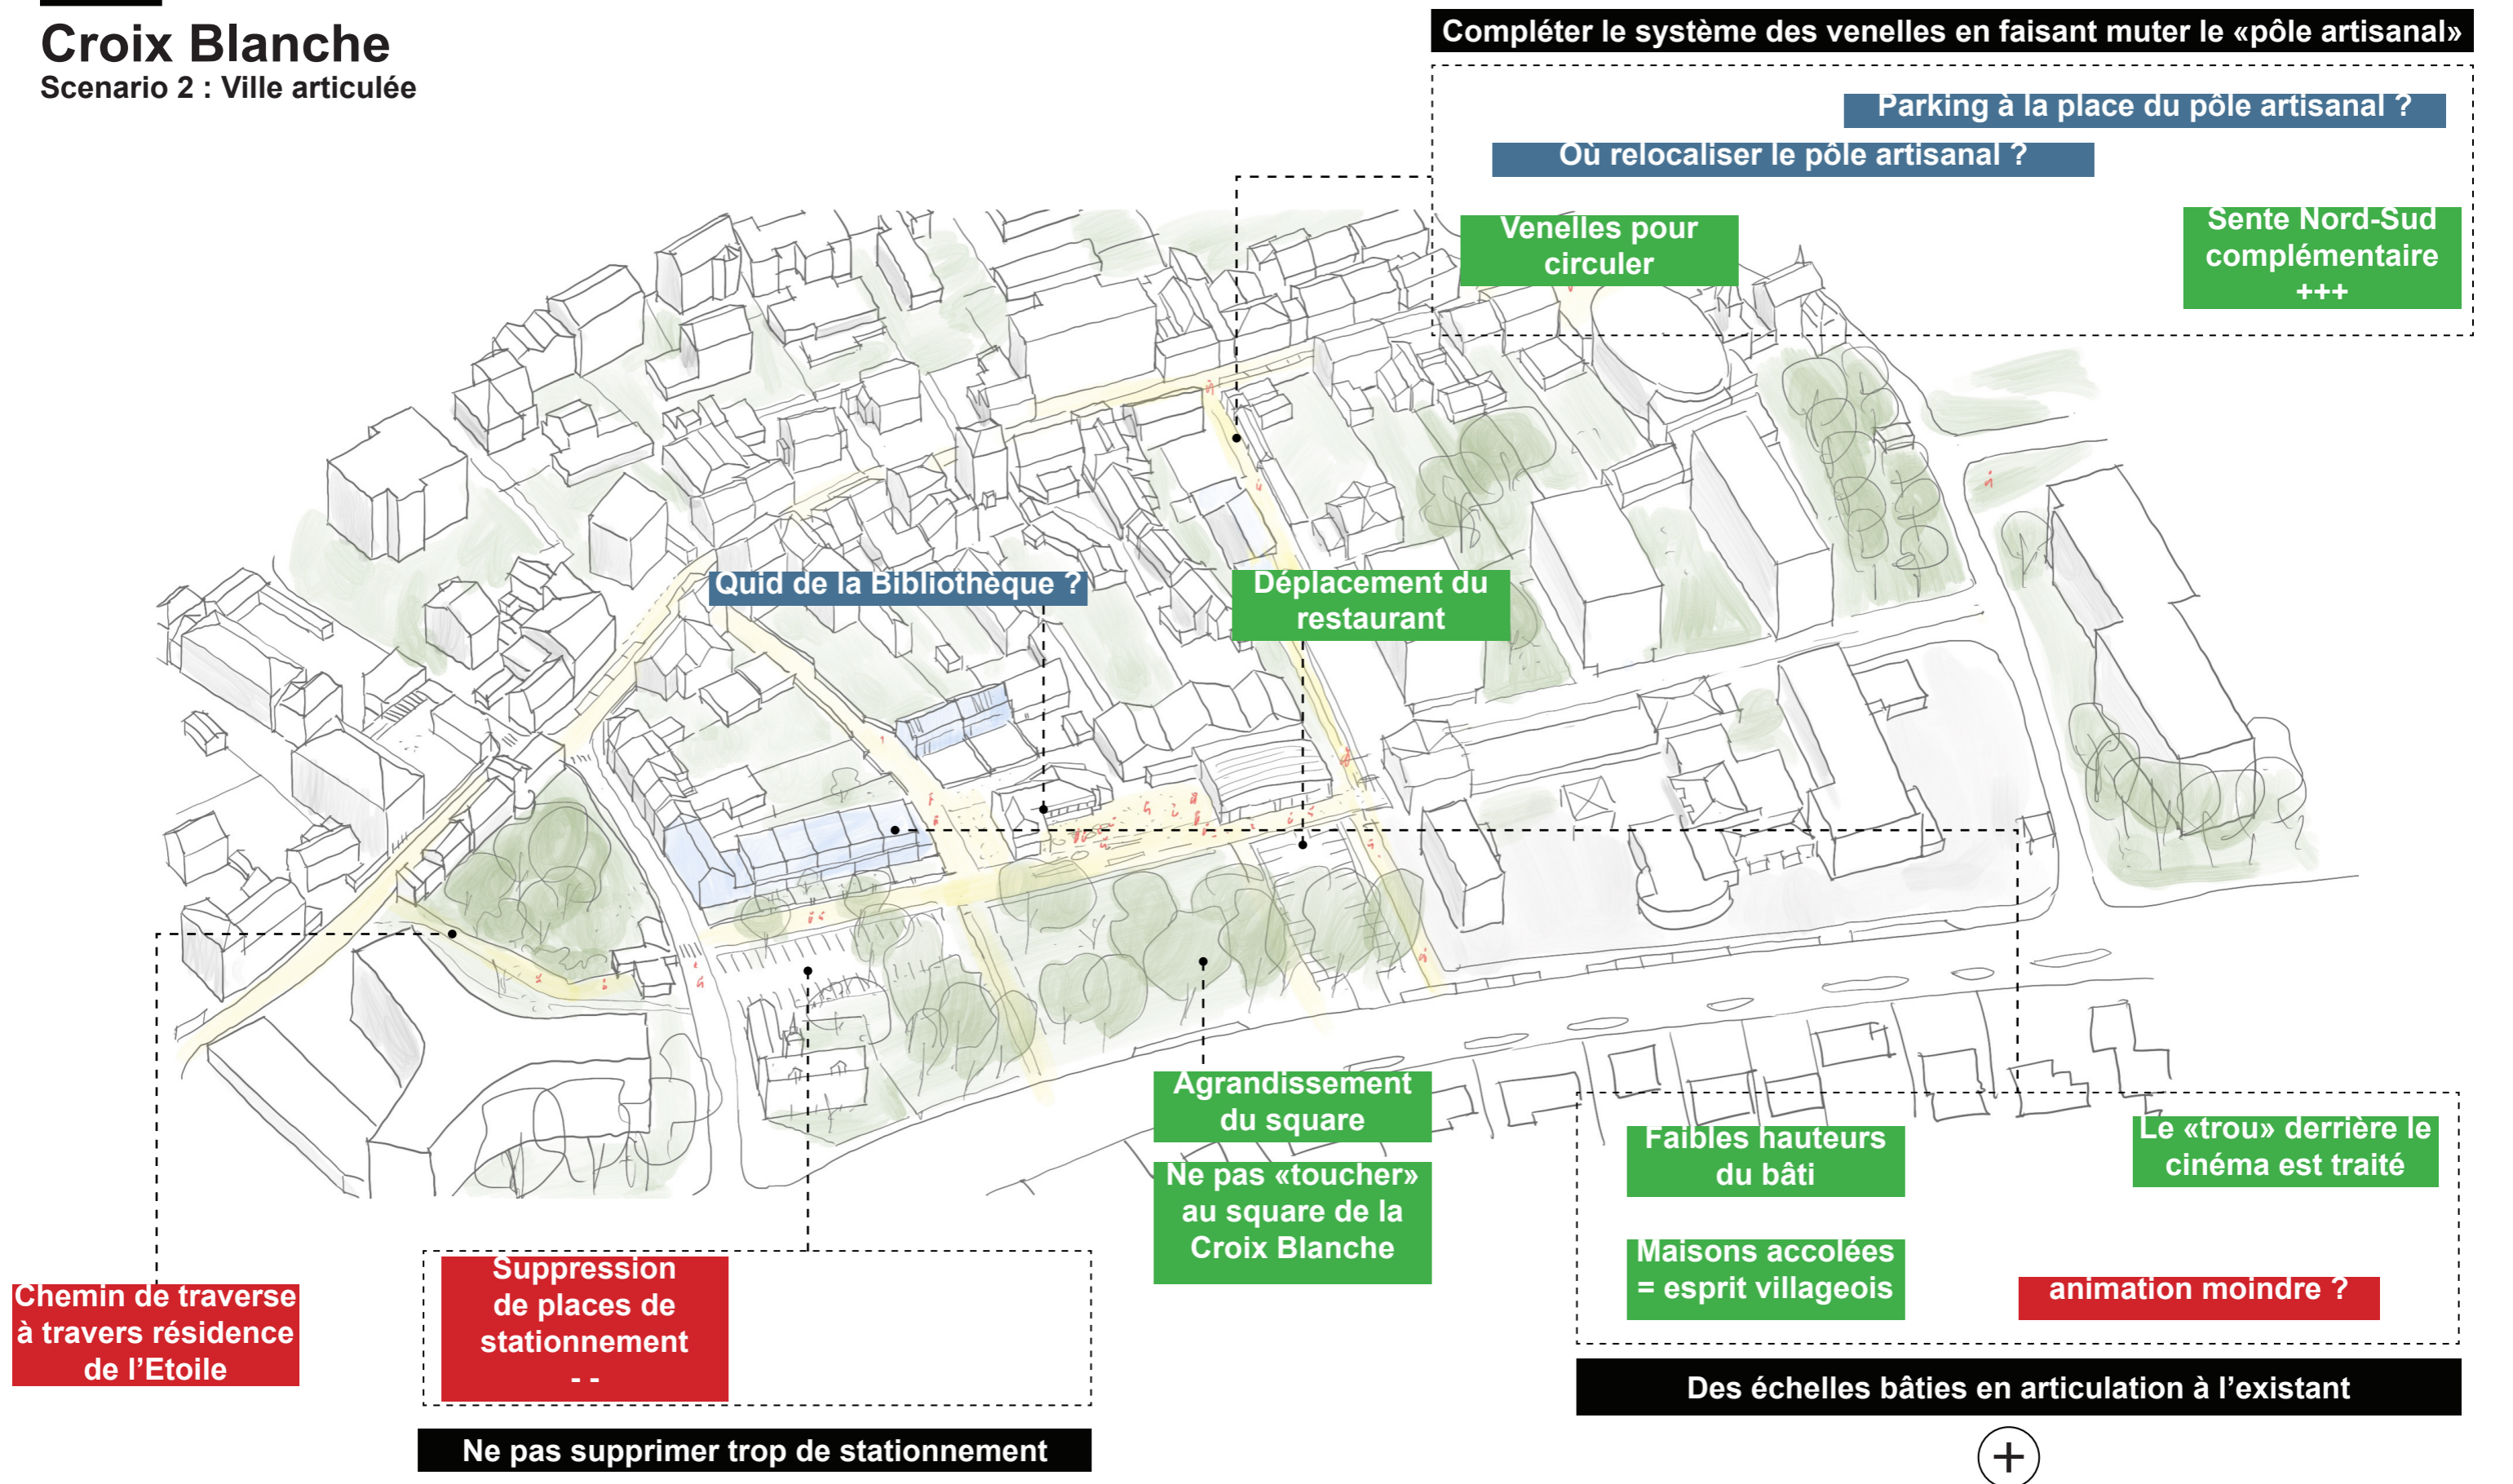 Croix Blanche
Scenario 2 : Ville articulée
Compléter le système des venelles en faisant muter le «pôle artisanal»
Parking à la place du pôle artisanal ?
Où relocaliser le pôle artisanal ?
Venelles pour
circuler
Sente Nord-Sud
complémentaire
+++
Quid de la Bibliothèque ?
Déplacement du
restaurant
Agrandissement
du square
Ne pas «toucher»
au square de la
Croix Blanche
Faibles hauteurs
du bâti
Le «trou» derrière le
cinéma est traité
Maisons accolées
= esprit villageois
animation moindre ?
Des échelles bâties en articulation à l’existant
+
Chemin de traverse
à travers résidence
de l’Etoile
Suppression
de places de
stationnement
- -
Ne pas supprimer trop de stationnement